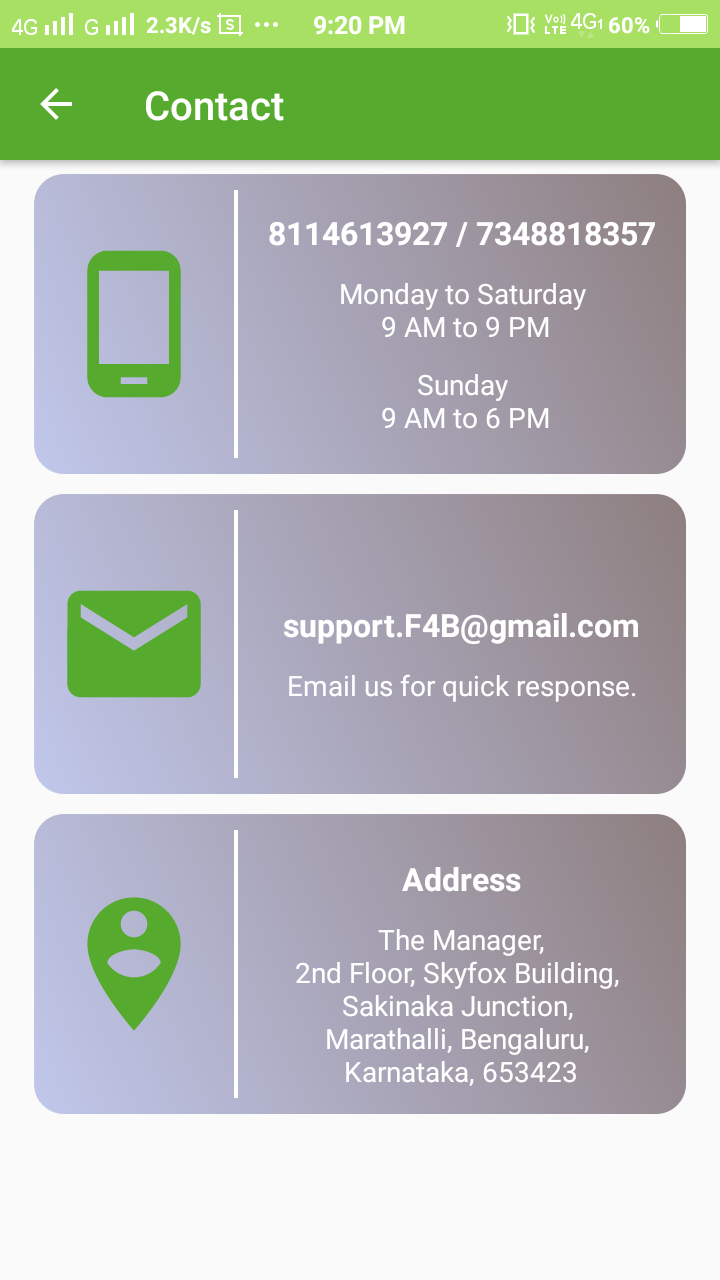 4G G 2.3K/s S ... 9:20 PM VoLTE 4G1 60%
Contact
8114613927 / 7348818357
Monday to Saturday
9 AM to 9 PM
Sunday
9 AM to 6 PM
support.F4B@gmail.com
Email us for quick response.
Address
The Manager,
2nd Floor, Skyfox Building,
Sakinaka Junction,
Marathalli, Bengaluru,
Karnataka, 653423